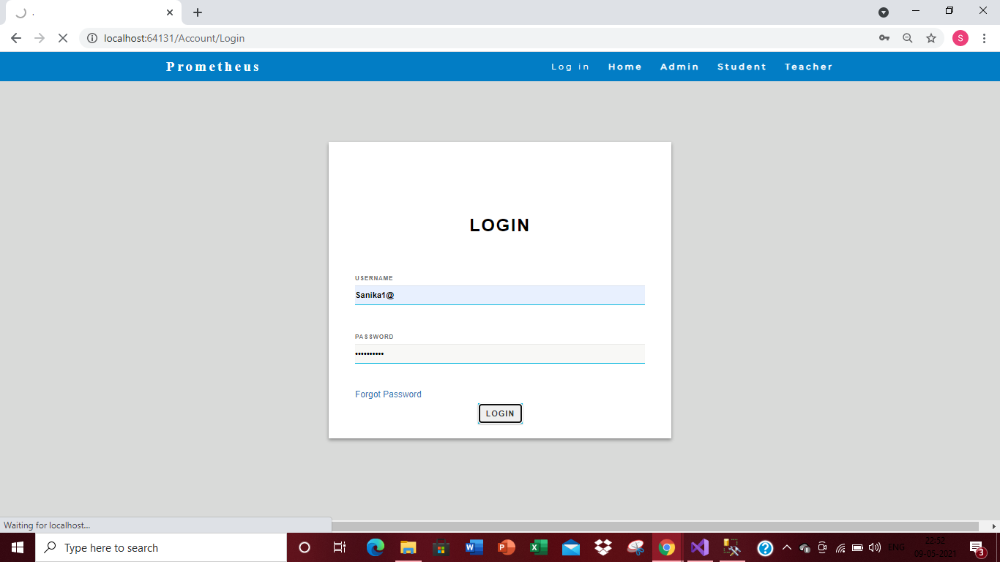 .
localhost:64131/Account/Login
S
Prometheus
Log in Home Admin Student Teacher
LOGIN
USERNAME
Sanika1@
PASSWORD
••••••••••
Forgot Password
LOGIN
Waiting for localhost...
Type here to search
ENG
22:52
09-05-2021
3